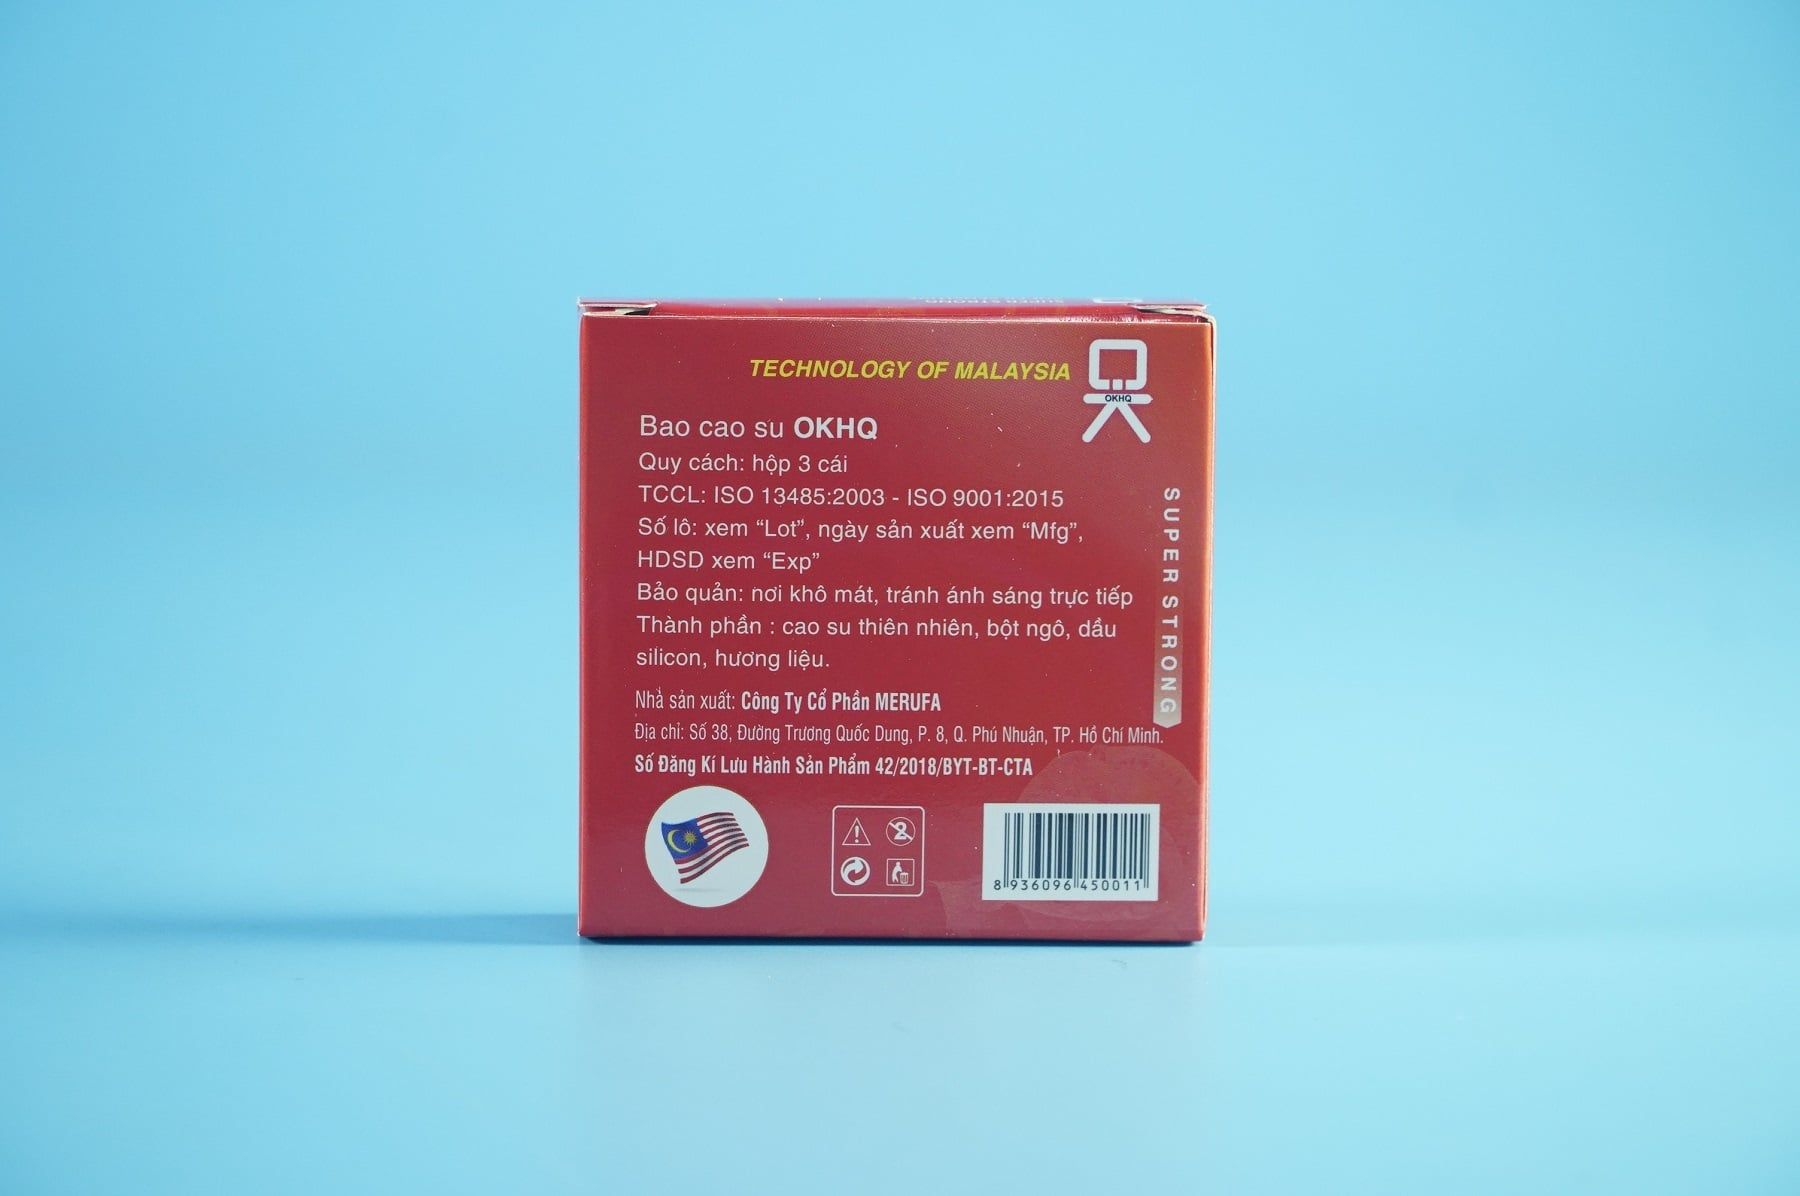 SUPER STRONG
TECHNOLOGY OF MALAYSIA
OK
OKHQ
Bao cao su OKHQ
Quy cách: hộp 3 cái
TCCL: ISO 13485:2003 - ISO 9001:2015
Số lô: xem “Lot”, ngày sản xuất xem “Mfg”,
HDSD xem “Exp”
Bảo quản: nơi khô mát, tránh ánh sáng trực tiếp
Thành phần : cao su thiên nhiên, bột ngô, dầu
silicon, hương liệu.
SUPER STRONG
Nhà sản xuất: Công Ty Cổ Phần MERUFA
Địa chỉ: Số 38, Đường Trương Quốc Dung, P. 8, Q. Phú Nhuận, TP. Hồ Chí Minh.
Số Đăng Kí Lưu Hành Sản Phẩm 42/2018/BYT-BT-CTA
2
8 936096 450011